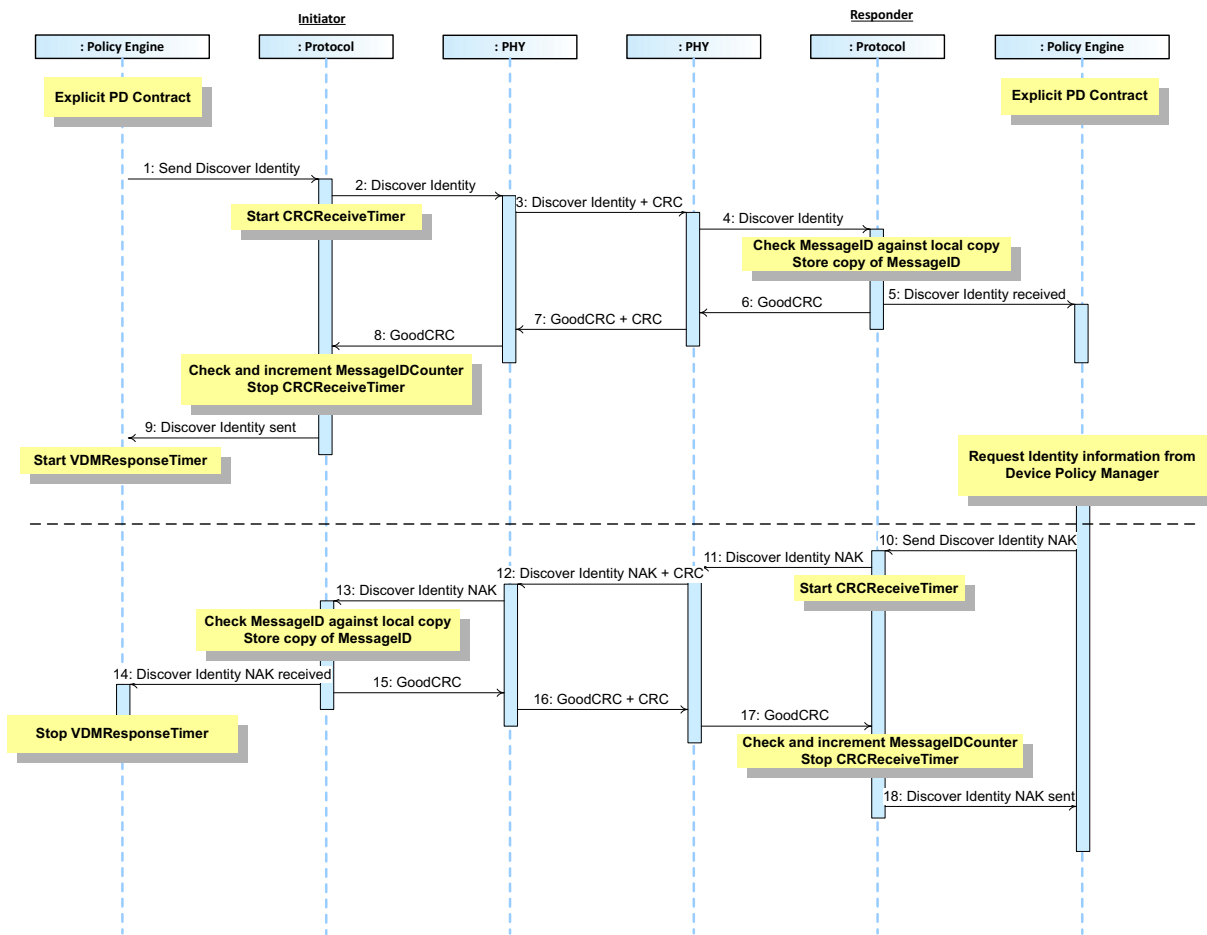 Initiator
Responder
: Policy Engine
: Protocol
: PHY
: PHY
: Protocol
: Policy Engine
Explicit PD Contract
Explicit PD Contract
1: Send Discover Identity
2: Discover Identity
3: Discover Identity + CRC
Start CRCReceiveTimer
4: Discover Identity
Check MessageID against local copy
Store copy of MessageID
5: Discover Identity received
6: GoodCRC
7: GoodCRC + CRC
8: GoodCRC
Check and increment MessageIDCounter
Stop CRCReceiveTimer
9: Discover Identity sent
Start VDMResponseTimer
Request Identity information from
Device Policy Manager
10: Send Discover Identity NAK
11: Discover Identity NAK
12: Discover Identity NAK + CRC
Start CRCReceiveTimer
13: Discover Identity NAK
Check MessageID against local copy
Store copy of MessageID
14: Discover Identity NAK received
15: GoodCRC
16: GoodCRC + CRC
17: GoodCRC
Stop VDMResponseTimer
Check and increment MessageIDCounter
Stop CRCReceiveTimer
18: Discover Identity NAK sent